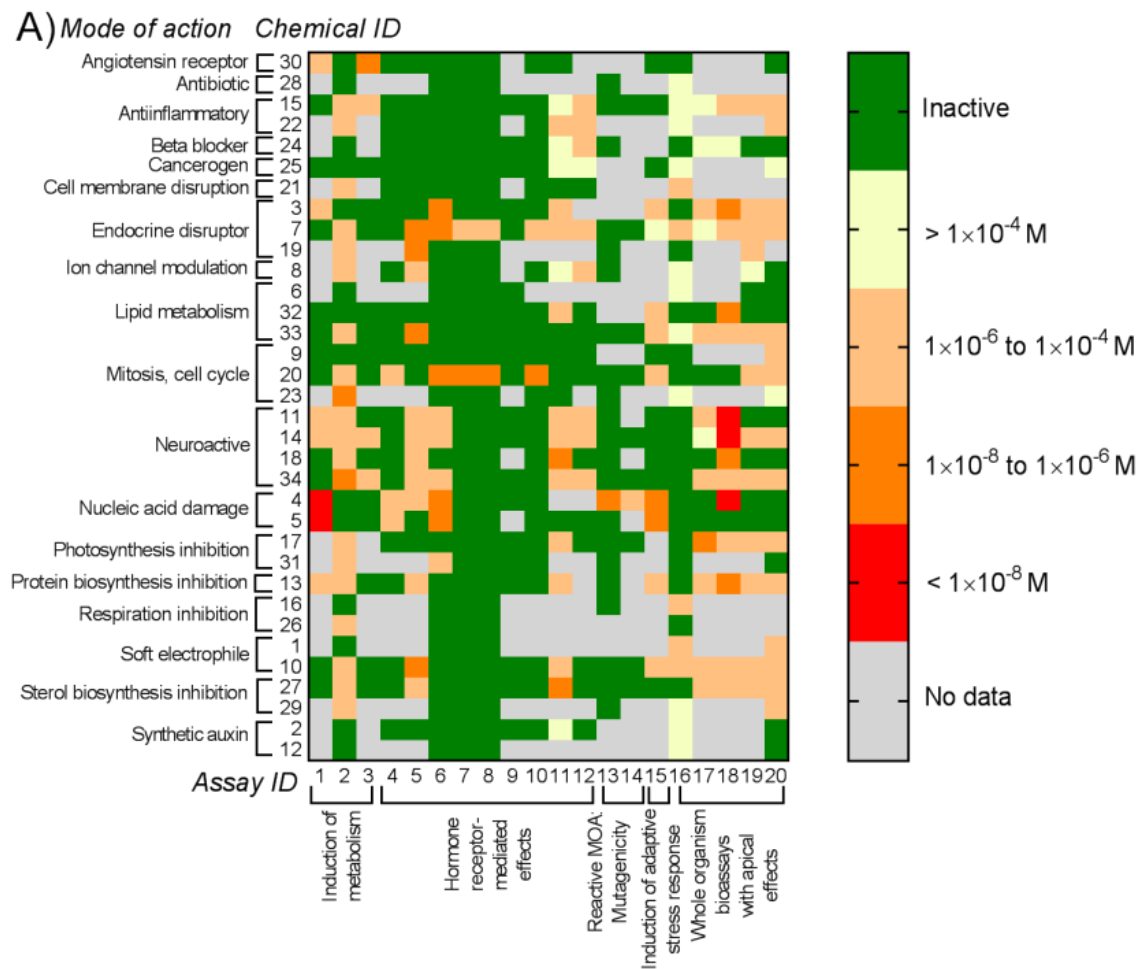 A) Mode of action Chemical ID
Angiotensin receptor 30
Antibiotic 28
Antiinflammatory 15
22
Beta blocker 24
Cancerogen 25
Cell membrane disruption 21
Endocrine disruptor 3
7
19
Ion channel modulation 8
Lipid metabolism 6
32
33
Mitosis, cell cycle 9
20
23
Neuroactive 11
14
18
34
Nucleic acid damage 4
5
Photosynthesis inhibition 17
31
Protein biosynthesis inhibition 13
Respiration inhibition 16
26
Soft electrophile 1
10
Sterol biosynthesis inhibition 27
29
Synthetic auxin 2
12
Assay ID 1 2 3 4 5 6 7 8 9 10 11 12 13 14 15 16 17 18 19 20
Induction of
metabolism
Hormone
receptor-
mediated
effects
Reactive MOA:
Mutagenicity
Induction of adaptive
stress response
Whole organism
bioassays
with apical
effects
Inactive
> 1×10⁻⁴ M
1×10⁻⁶ to 1×10⁻⁴ M
1×10⁻⁸ to 1×10⁻⁶ M
< 1×10⁻⁸ M
No data